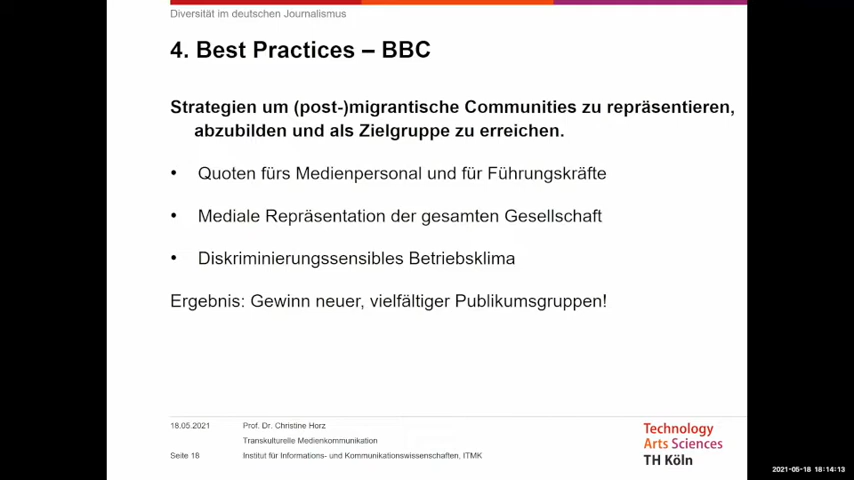 Diversität im deutschen Journalismus
4. Best Practices – BBC
Strategien um (post-)migrantische Communities zu repräsentieren,
abzubilden und als Zielgruppe zu erreichen.
• Quoten fürs Medienpersonal und für Führungskräfte
• Mediale Repräsentation der gesamten Gesellschaft
• Diskriminierungssensibles Betriebsklima
Ergebnis: Gewinn neuer, vielfältiger Publikumsgruppen!
18.05.2021 Prof. Dr. Christine Horz
Transkulturelle Medienkommunikation
Seite 18 Institut für Informations- und Kommunikationswissenschaften, ITMK
Technology
Arts Sciences
TH Köln
2021-05-18 18:14:13